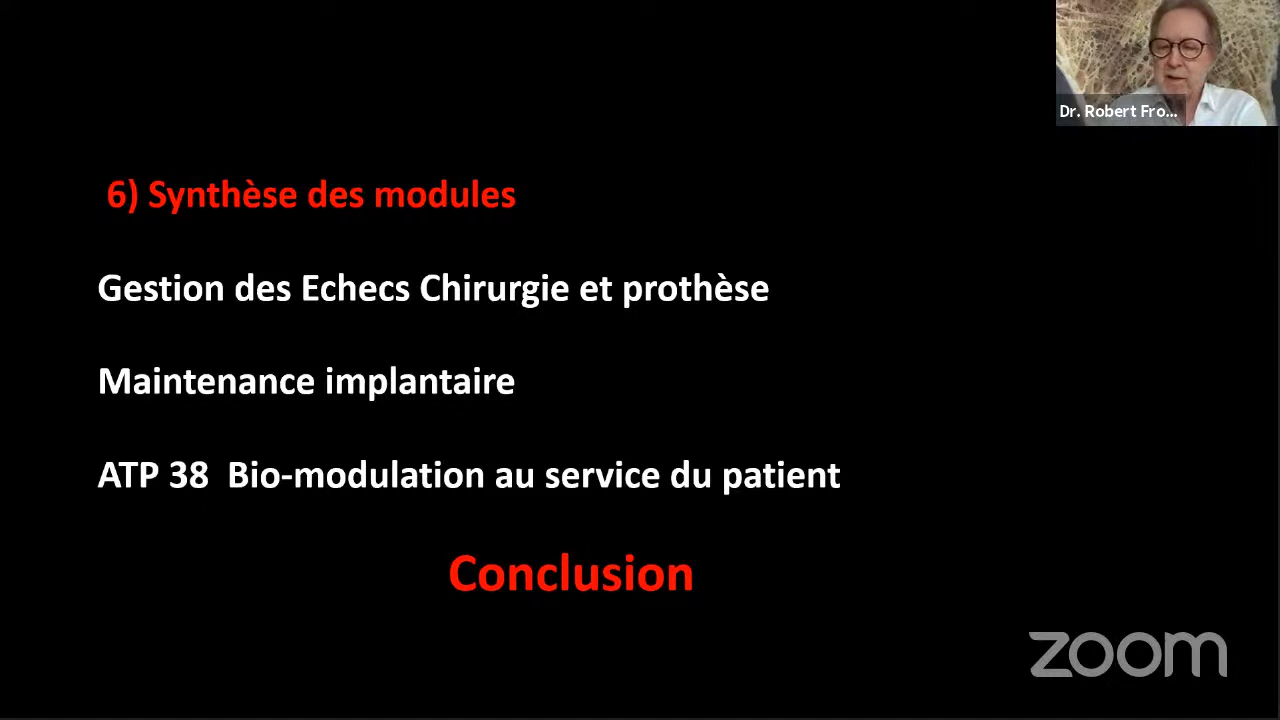 Dr. Robert Fro...
6) Synthèse des modules
Gestion des Echecs Chirurgie et prothèse
Maintenance implantaire
ATP 38 Bio-modulation au service du patient
Conclusion
zoom